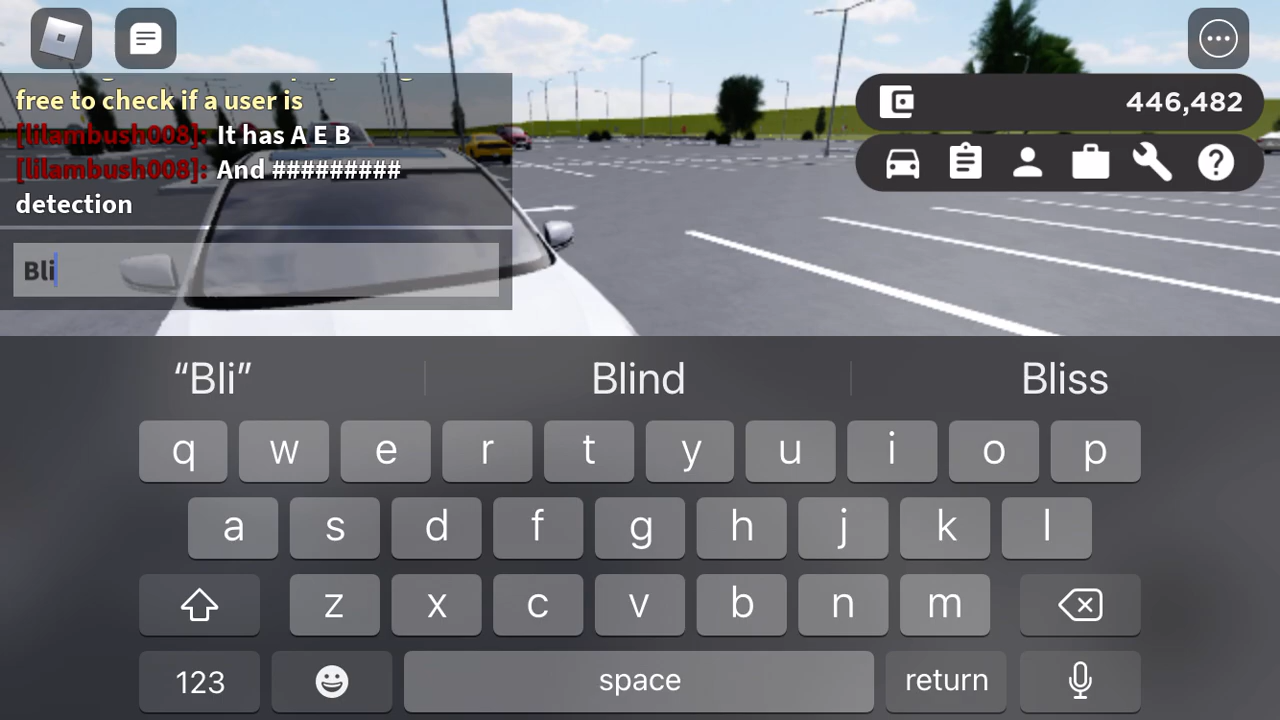 free to check if a user is
446,482
[lilambush008]: It has A E B
[lilambush008]: And #########
detection
Bli
“Bli” Blind Bliss
q w e r t y u i o p
a s d f g h j k l
z x c v b n m
123 space return